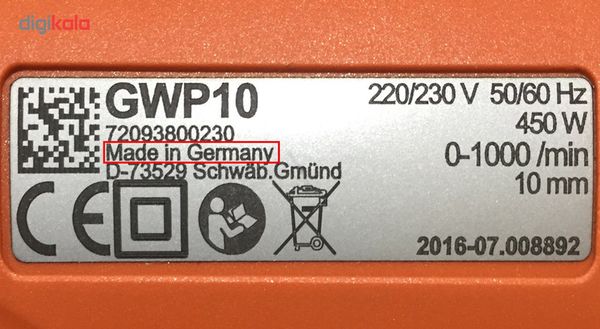 digikala
GWP10
72093800230
Made in Germany
D-73529 Schwäb.Gmünd
CE
220/230 V 50/60 Hz
450 W
0-1000 /min
10 mm
2016-07.008892